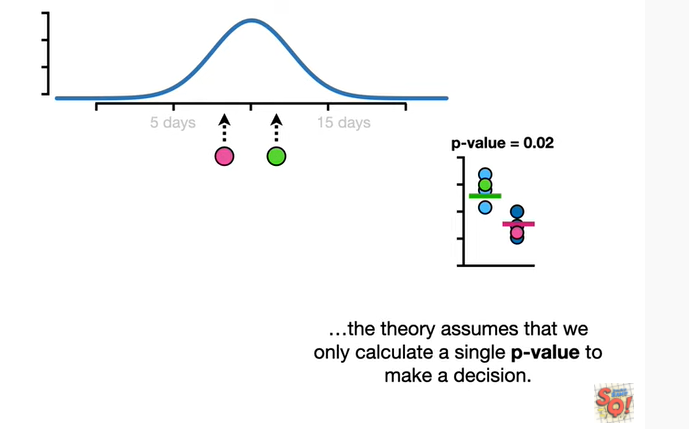 5 days
15 days
p-value = 0.02
...the theory assumes that we
only calculate a single p-value to
make a decision.
SQ!